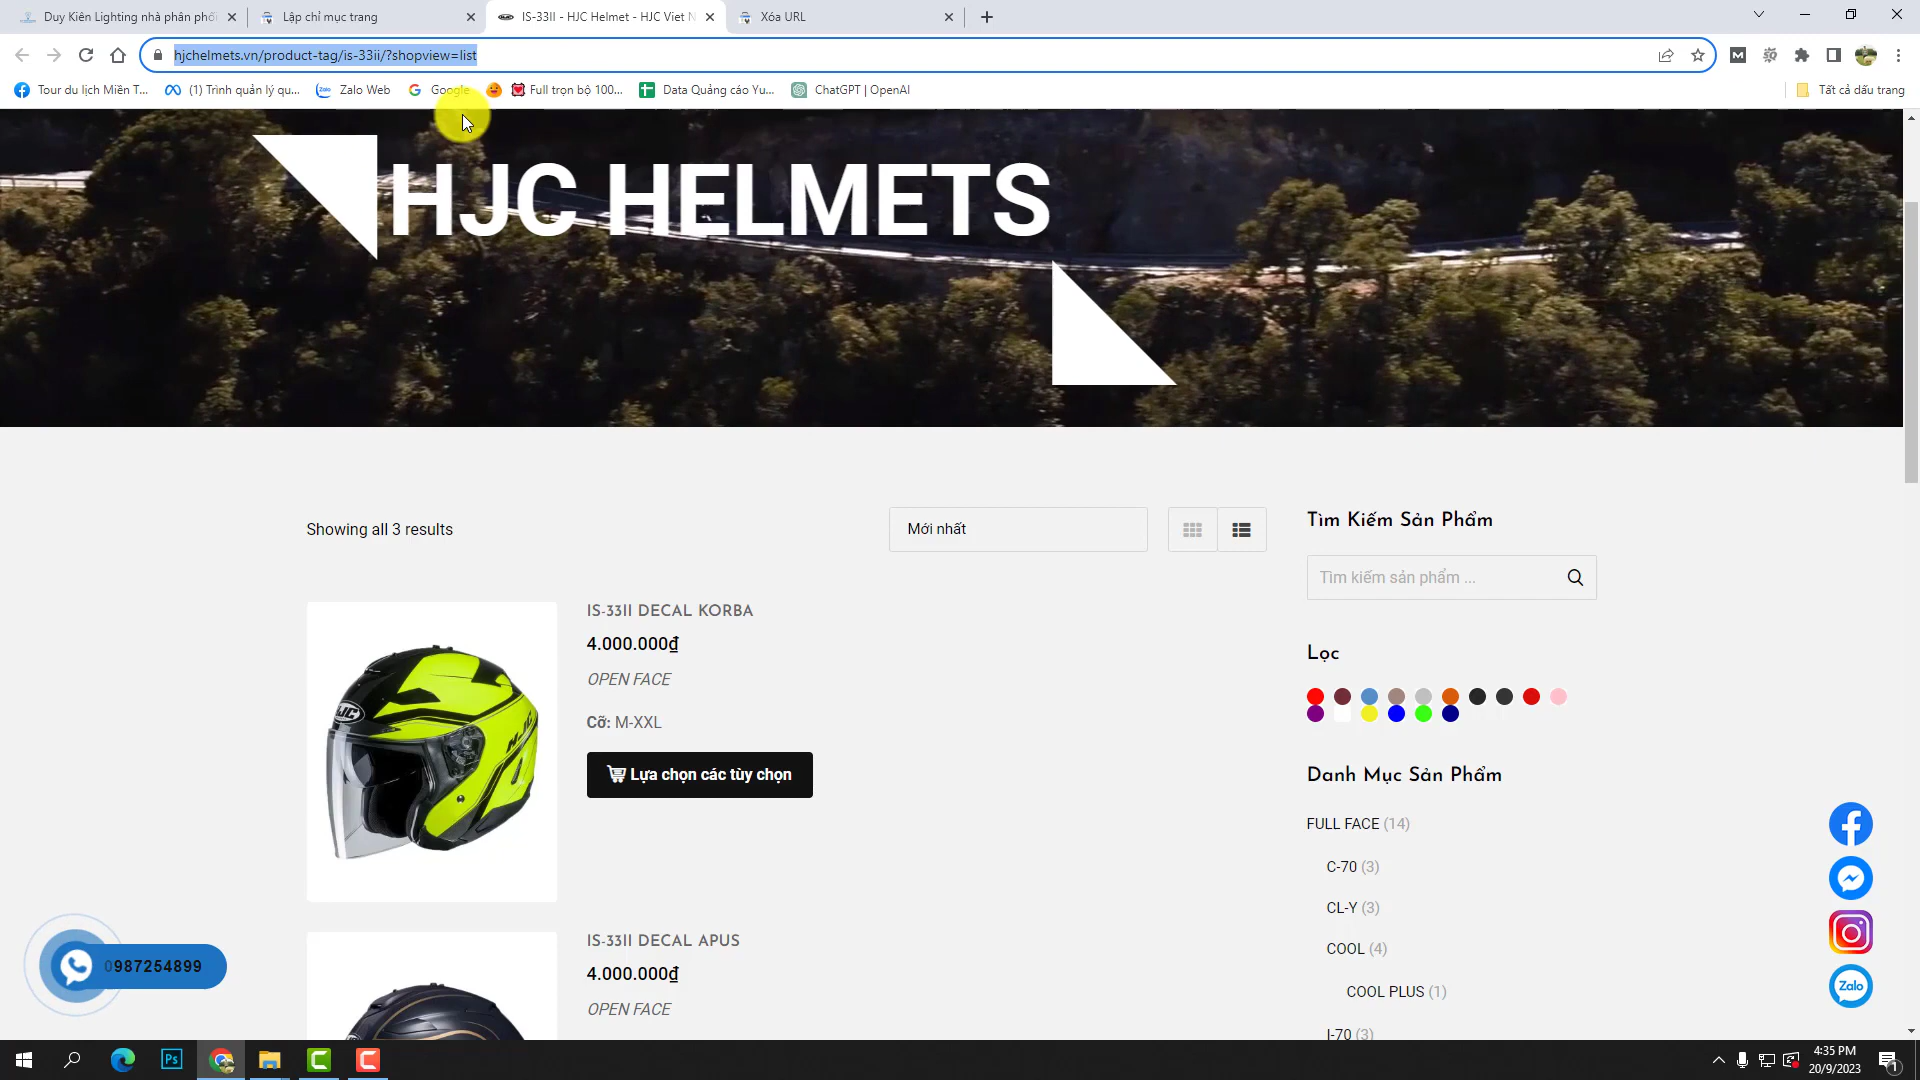 Duy Kiên Lighting nhà phân phối
Lập chỉ mục trang
IS-33II - HJC Helmet - HJC Viet N
Xóa URL
hjchelmets.vn/product-tag/is-33ii/?shopview=list
Tour du lịch Miền T...
(1) Trình quản lý qu...
Zalo Web
Google
Full trọn bộ 100...
Data Quảng cáo Yu...
ChatGPT | OpenAI
Tất cả dấu trang
HJC HELMETS
Showing all 3 results
Mới nhất
Tìm Kiếm Sản Phẩm
Tìm kiếm sản phẩm ...
IS-33II DECAL KORBA
4.000.000₫
OPEN FACE
Cỡ: M-XXL
Lựa chọn các tùy chọn
Lọc
Danh Mục Sản Phẩm
FULL FACE (14)
C-70 (3)
CL-Y (3)
COOL (4)
COOL PLUS (1)
I-70 (3)
IS-33II DECAL APUS
4.000.000₫
OPEN FACE
0987254899
Zalo
4:35 PM
20/9/2023